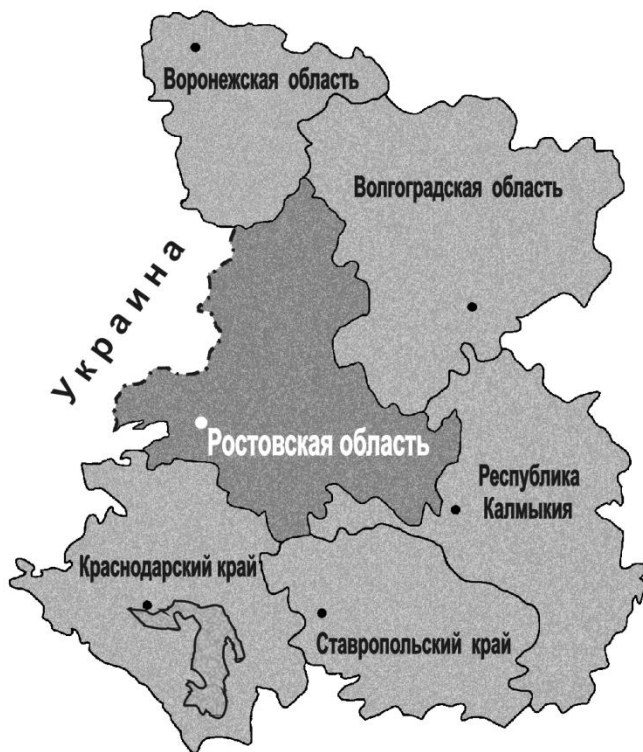 Воронежская область
Волгоградская область
Украина
Ростовская область
Республика
Калмыкия
Краснодарский край
Ставропольский край